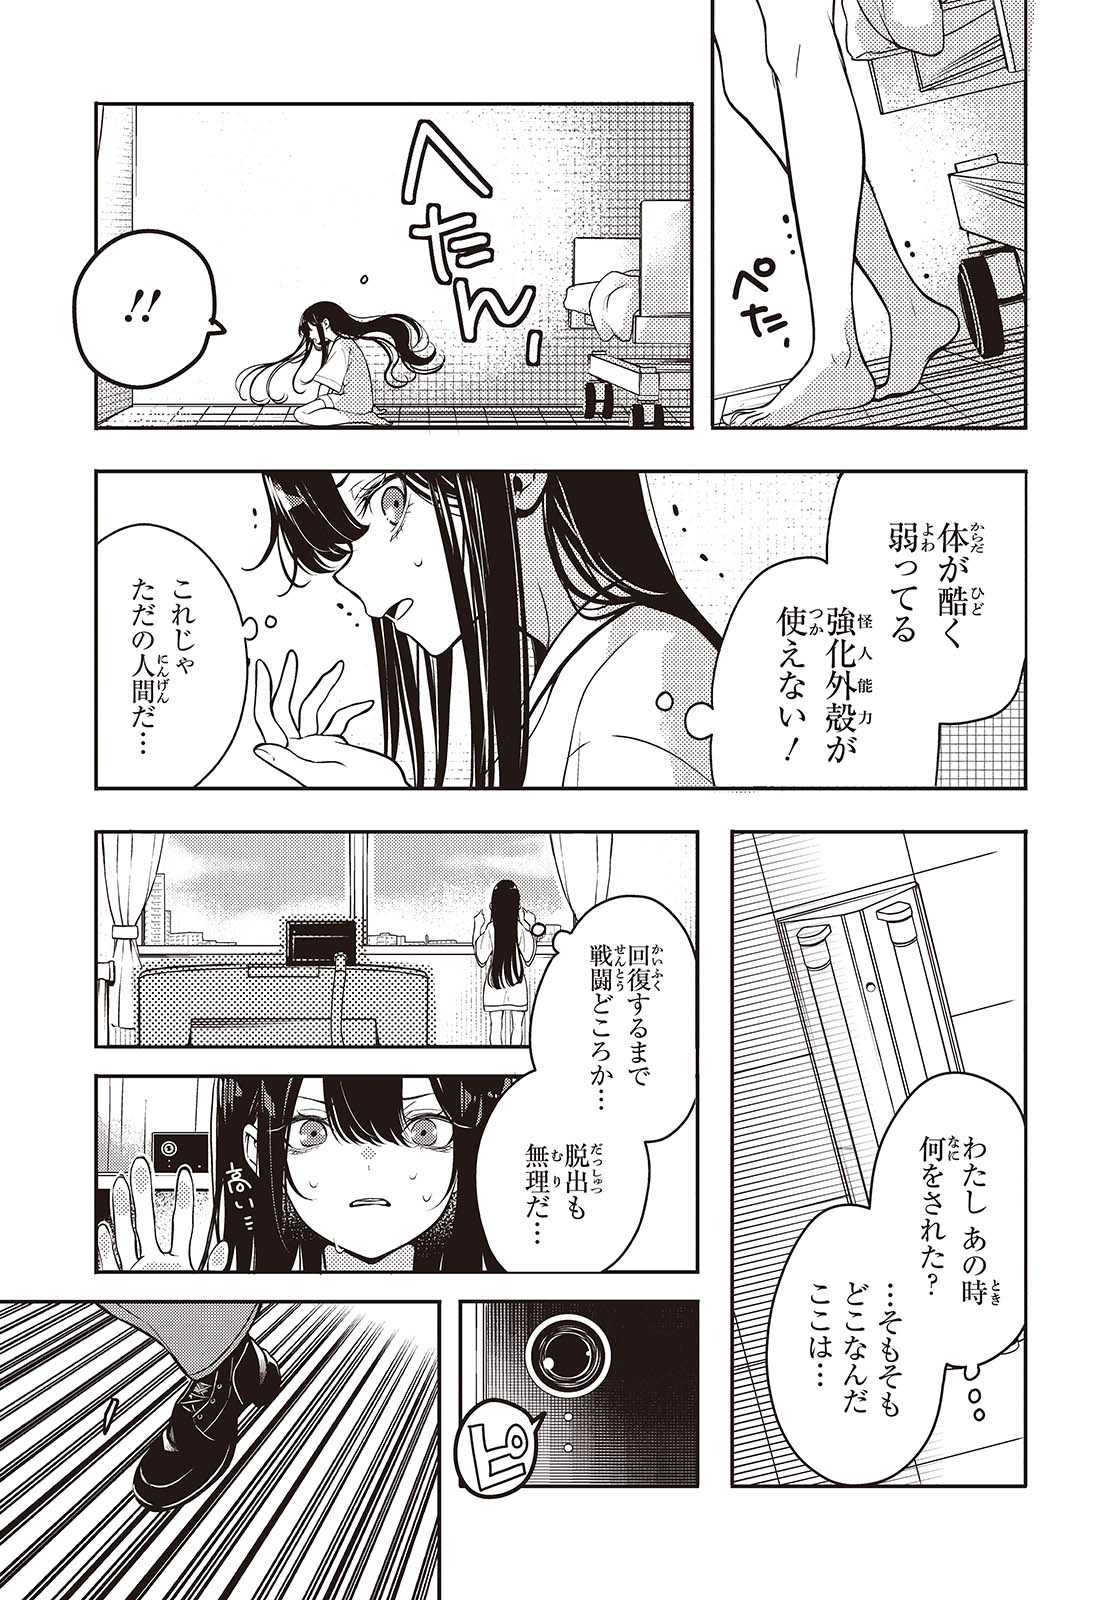 ペた…
へたん、
!!
体が酷く
弱ってる
強化外殻が
使えない!
これじゃ
ただの人間だ…
わたし あの時
何をされた?
…そもそも
どこなんだ
ここは…
回復するまで
戦闘どころか…
脱出も
無理だ…
高い…
ピ